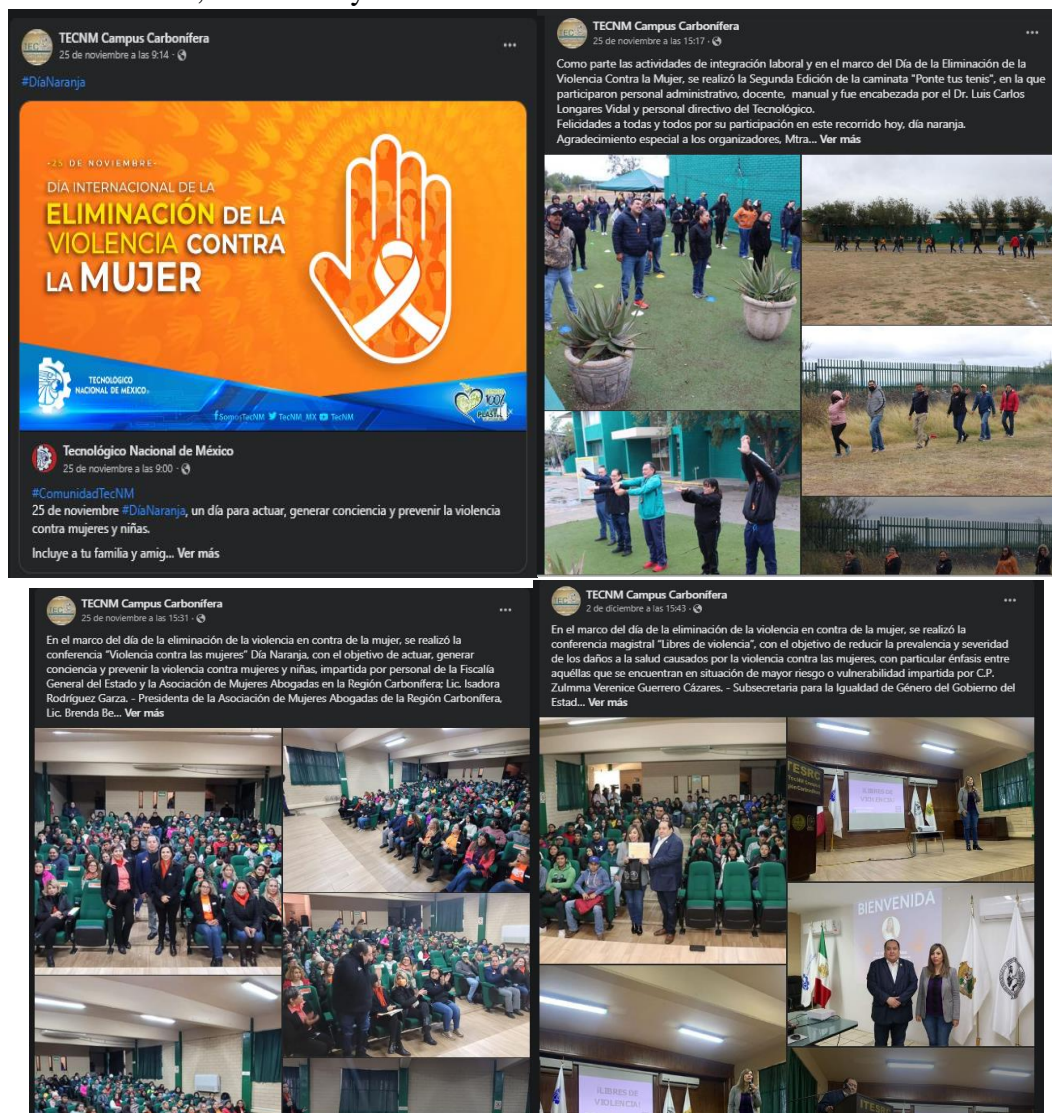 TECNM Campus Carbonífera
25 de noviembre a las 9:14
#DíaNaranja
-25 DE NOVIEMBRE-
DÍA INTERNACIONAL DE LA
ELIMINACIÓN DE LA
VIOLENCIA CONTRA
LA MUJER
TECNOLÓGICO
NACIONAL DE MÉXICO
SomosTecNM TecNM_MX TecNM
100%
Tecnológico Nacional de México
25 de noviembre a las 9:00
#ComunidadTecNM
25 de noviembre #DíaNaranja, un día para actuar, generar conciencia y prevenir la violencia
contra mujeres y niñas.
Incluye a tu familia y amig... Ver más
TECNM Campus Carbonífera
25 de noviembre a las 15:17
Como parte las actividades de integración laboral y en el marco del Día de la Eliminación de la
Violencia Contra la Mujer, se realizó la Segunda Edición de la caminata "Ponte tus tenis", en la que
participaron personal administrativo, docente, manual y fue encabezada por el Dr. Luis Carlos
Longares Vidal y personal directivo del Tecnológico.
Felicidades a todas y todos por su participación en este recorrido hoy, día naranja.
Agradecimiento especial a los organizadores, Mtra... Ver más
TECNM Campus Carbonífera
25 de noviembre a las 15:31
En el marco del día de la eliminación de la violencia en contra de la mujer, se realizó la
conferencia "Violencia contra las mujeres" Día Naranja, con el objetivo de actuar, generar
conciencia y prevenir la violencia contra mujeres y niñas, impartida por personal de la Fiscalía
General del Estado y la Asociación de Mujeres Abogadas en la Región Carbonífera; Lic. Isadora
Rodríguez Garza. - Presidenta de la Asociación de Mujeres Abogadas de la Región Carbonífera,
Lic. Brenda Be... Ver más
TECNM Campus Carbonífera
2 de diciembre a las 15:43
En el marco del día de la eliminación de la violencia en contra de la mujer, se realizó la
conferencia magistral "Libres de violencia", con el objetivo de reducir la prevalencia y severidad
de los daños a la salud causados por la violencia contra las mujeres, con particular énfasis entre
aquéllas que se encuentran en situación de mayor riesgo o vulnerabilidad impartida por C.P.
Zulmma Verenice Guerrero Cázares. - Subsecretaria para la Igualdad de Género del Gobierno del
Estad... Ver más
ITESRC
¡LIBRES DE
VIOLENCIA!
BIENVENIDA
¡LIBRES DE
VIOLENCIA!